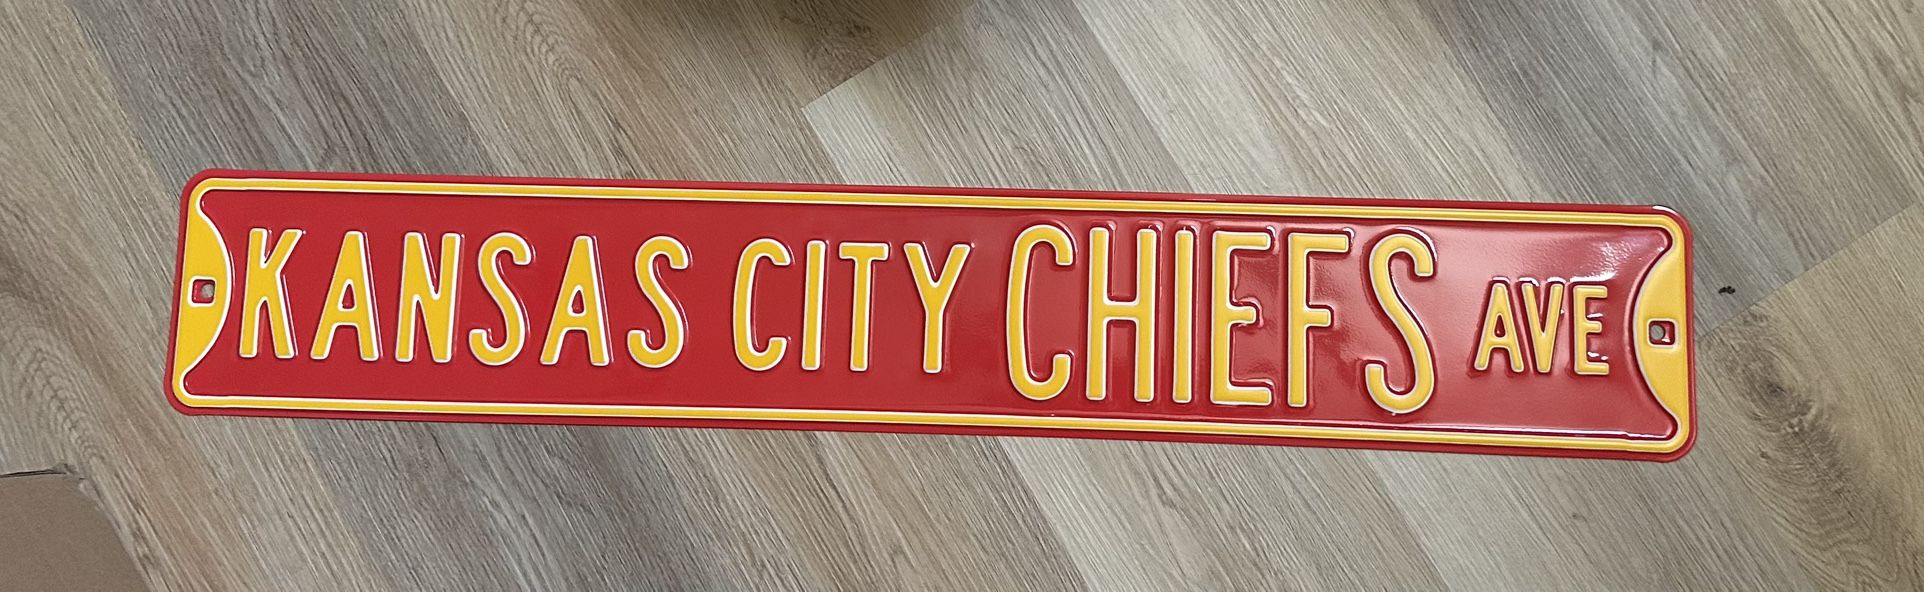 KANSAS CITY CHIEFS AVE